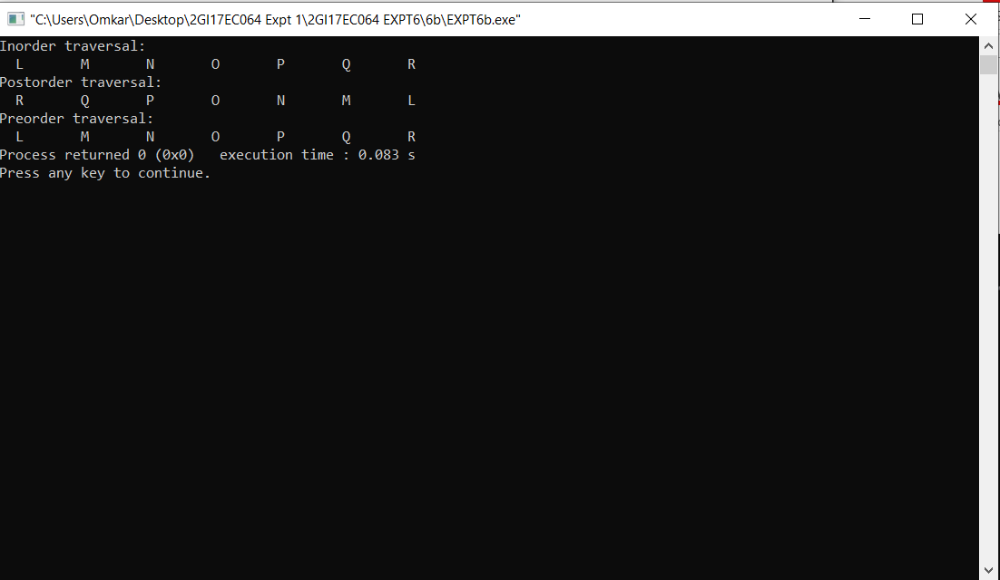 "C:\Users\Omkar\Desktop\2GI17EC064 Expt 1\2GI17EC064 EXPT6\6b\EXPT6b.exe"
Inorder traversal:
L M N O P Q R
Postorder traversal:
R Q P O N M L
Preorder traversal:
L M N O P Q R
Process returned 0 (0x0) execution time : 0.083 s
Press any key to continue.